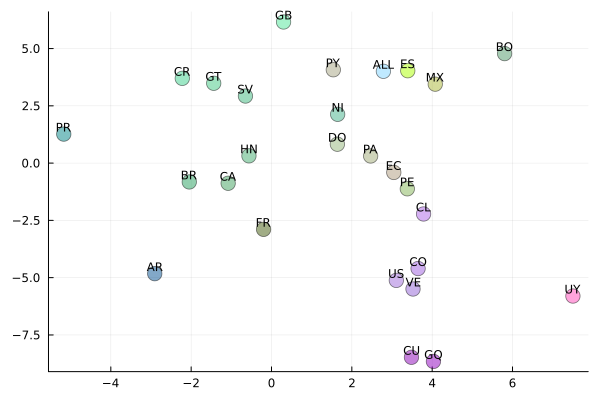 GB
5.0
PY
ALL
ES
BO
CR
GT
MX
SV
2.5
NI
PR
DO
0.0
HN
PA
EC
BR
CA
PE
CL
−2.5
FR
CO
AR
US
−5.0
VE
UY
−7.5
CU
GQ
−4
−2
0
2
4
6